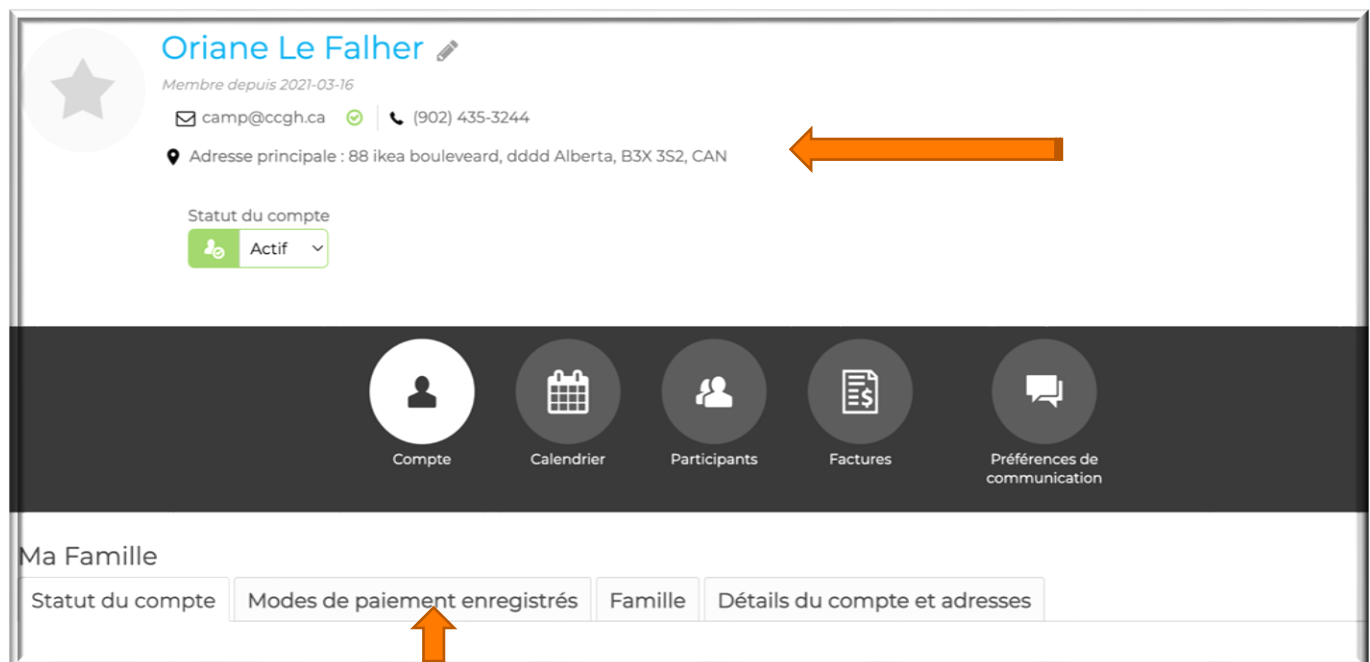 Oriane Le Falher
Membre depuis 2021-03-16
camp@ccgh.ca (902) 435-3244
Adresse principale : 88 ikea bouleveard, dddd Alberta, B3X 3S2, CAN
Statut du compte
Actif
Compte Calendrier Participants Factures Préférences de
communication
Ma Famille
Statut du compte Modes de paiement enregistrés Famille Détails du compte et adresses